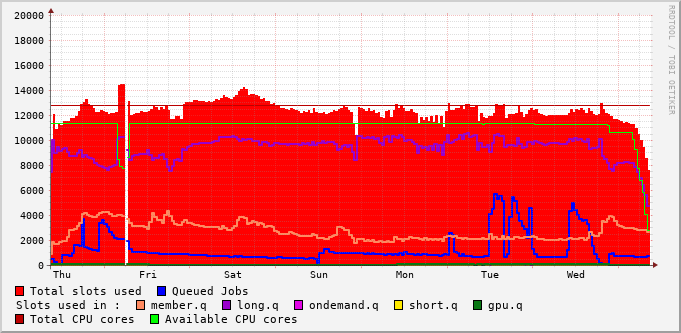 RRDTOOL / TOBI OETIKER
20000
18000
16000
14000
12000
10000
8000
6000
4000
2000
0
Thu Fri Sat Sun Mon Tue Wed
Total slots used Queued Jobs
Slots used in : member.q long.q ondemand.q short.q gpu.q
Total CPU cores Available CPU cores